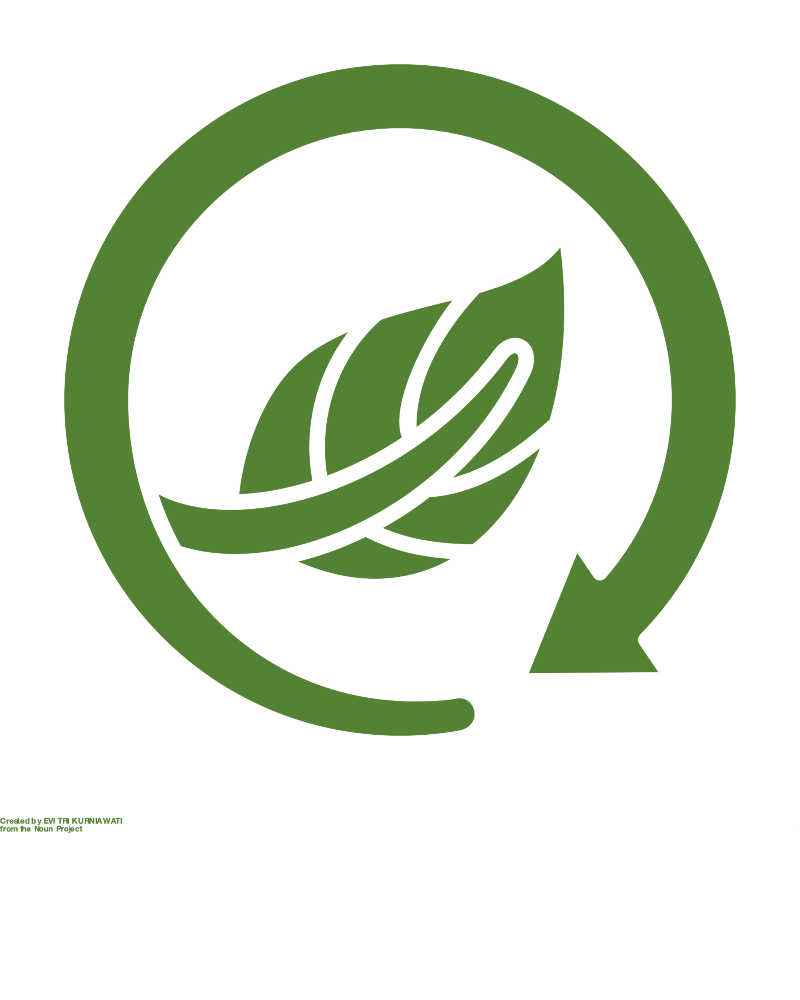 Created by EVI TRI KURNIAWATI
from the Noun Project